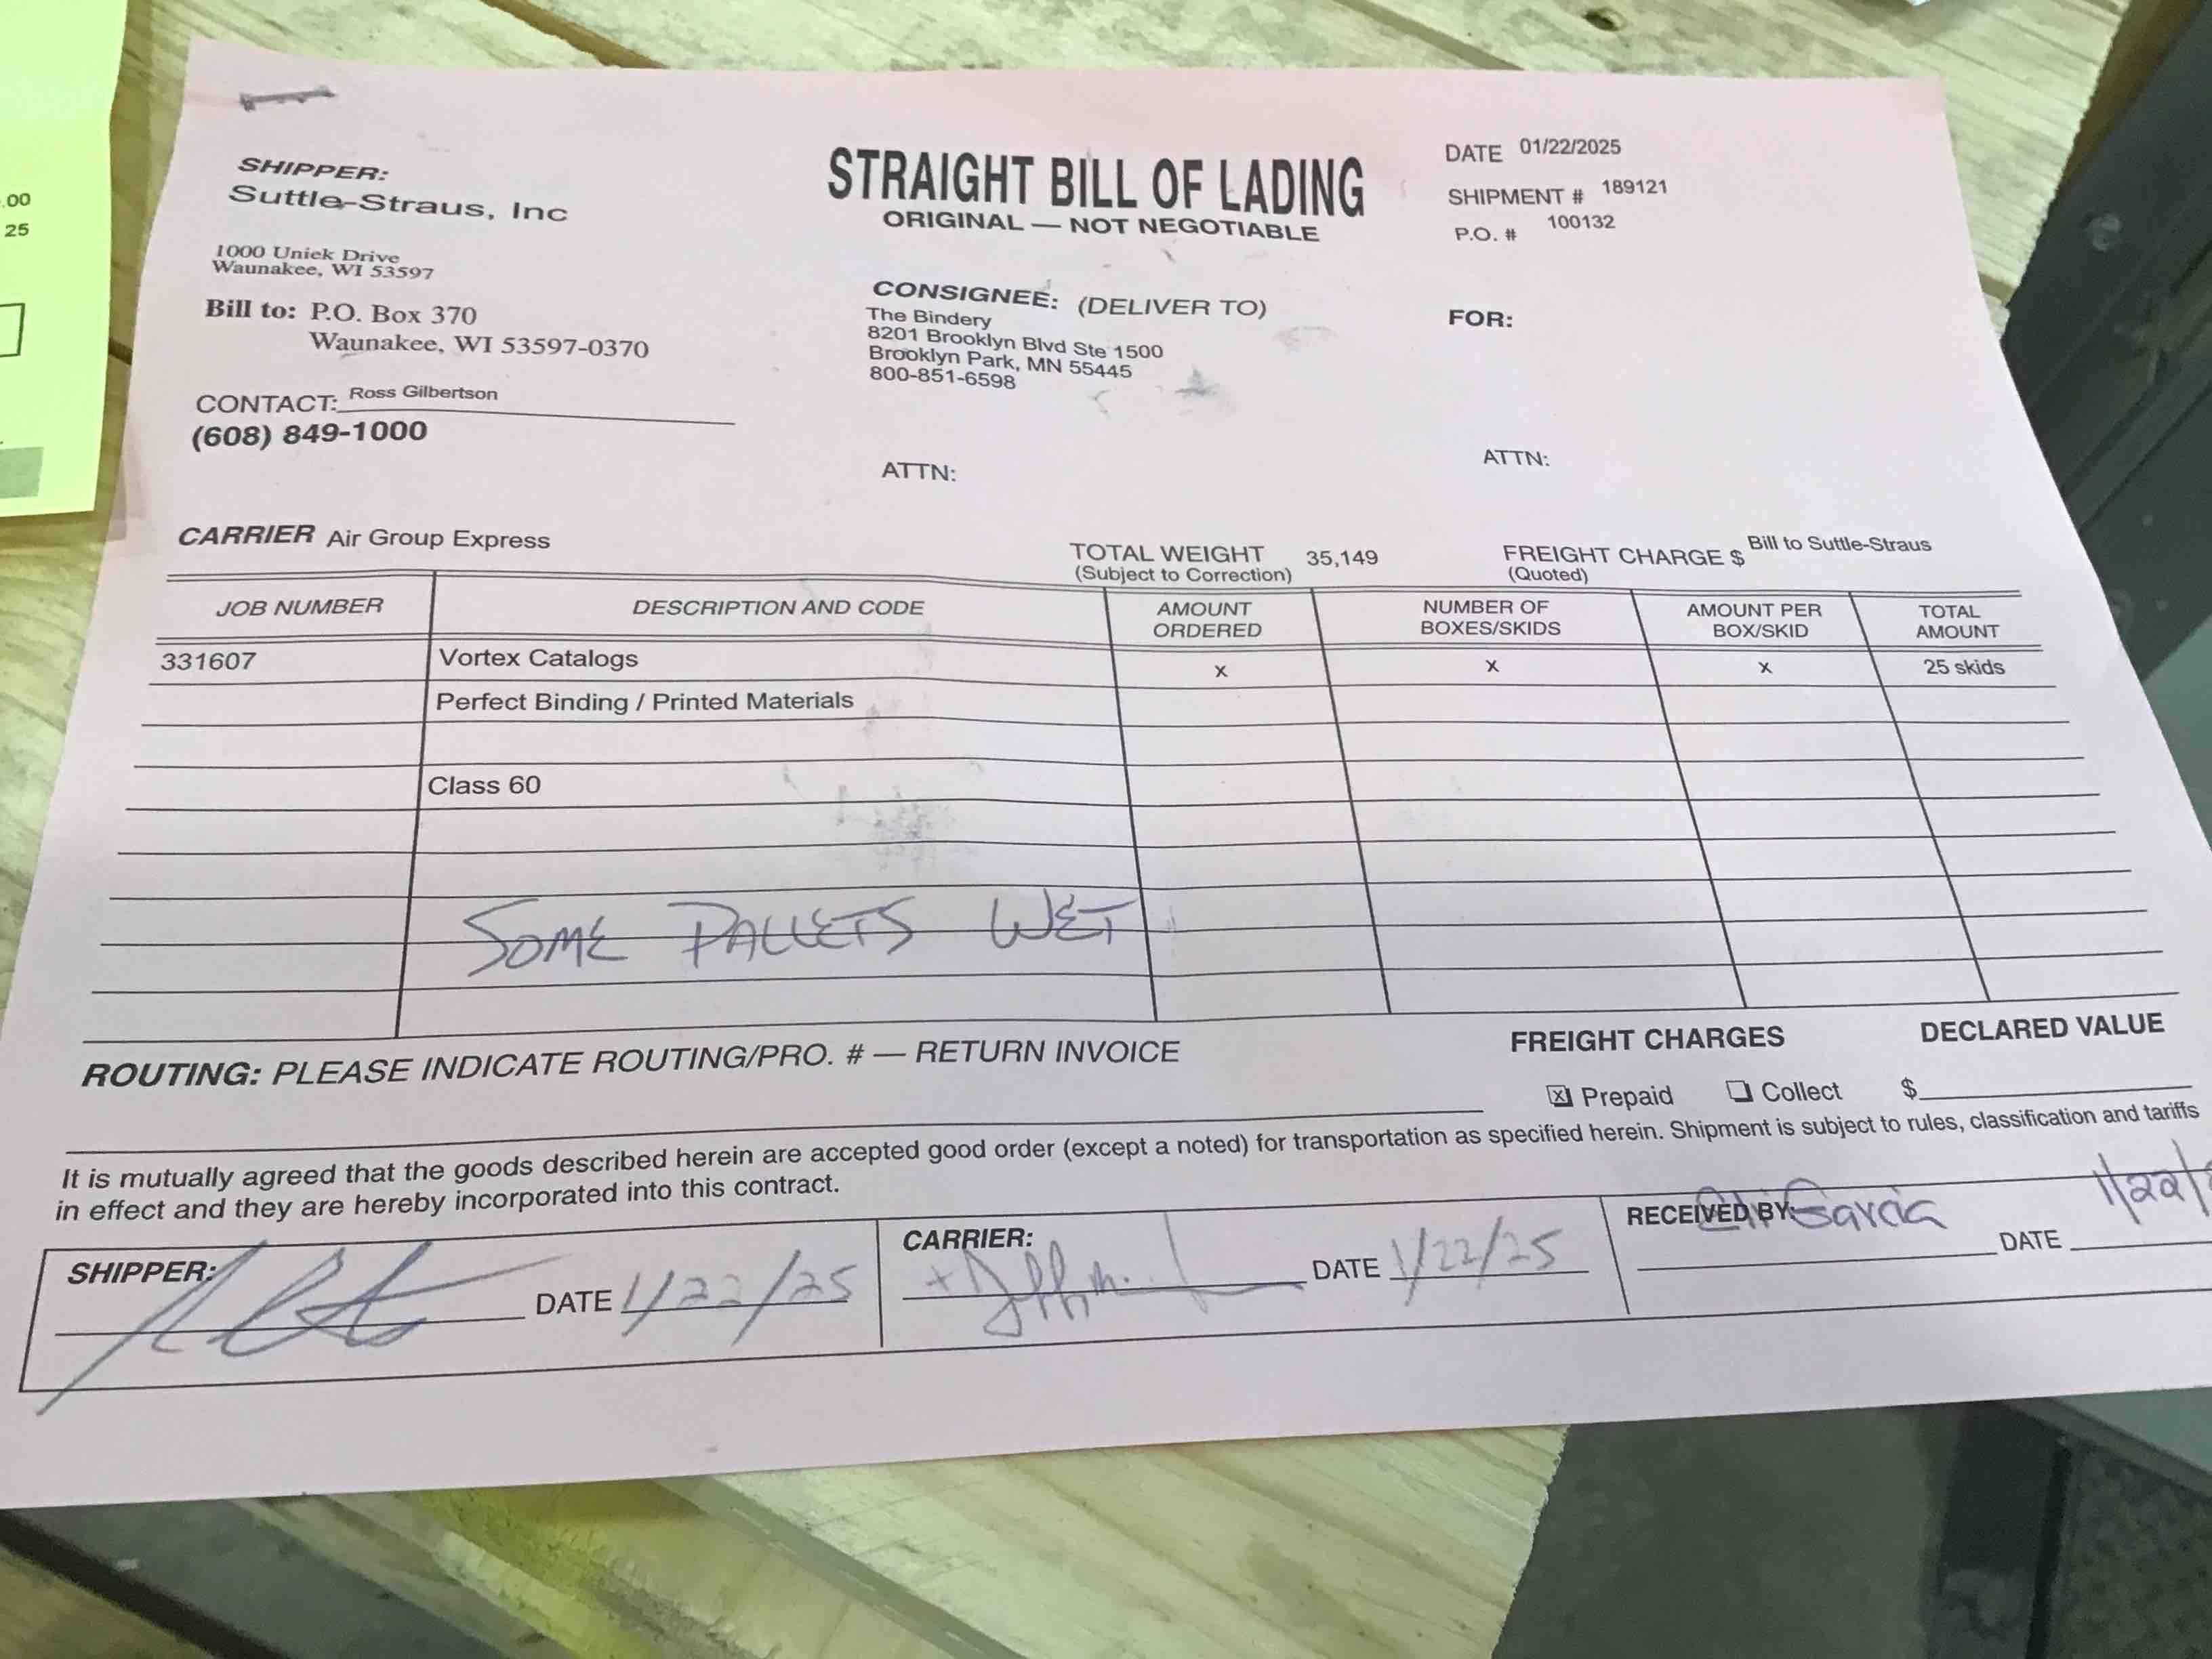 .00
25
SHIPPER:
Suttle-Straus, Inc
1000 Uniek Drive
Waunakee, WI 53597
Bill to: P.O. Box 370
Waunakee, WI 53597-0370
CONTACT: Ross Gilbertson
(608) 849-1000
STRAIGHT BILL OF LADING
ORIGINAL — NOT NEGOTIABLE
CONSIGNEE: (DELIVER TO)
The Bindery
8201 Brooklyn Blvd Ste 1500
Brooklyn Park, MN 55445
800-851-6598
ATTN:
DATE 01/22/2025
SHIPMENT # 189121
P.O. # 100132
FOR:
ATTN:
CARRIER Air Group Express
TOTAL WEIGHT 35,149
(Subject to Correction)
FREIGHT CHARGE $ Bill to Suttle-Straus
(Quoted)
JOB NUMBER DESCRIPTION AND CODE AMOUNT ORDERED NUMBER OF BOXES/SKIDS AMOUNT PER BOX/SKID TOTAL AMOUNT
331607 Vortex Catalogs x x x 25 skids
Perfect Binding / Printed Materials
Class 60
SOME PALLETS WET
ROUTING: PLEASE INDICATE ROUTING/PRO. # — RETURN INVOICE
FREIGHT CHARGES DECLARED VALUE
x Prepaid Collect $
It is mutually agreed that the goods described herein are accepted good order (except a noted) for transportation as specified herein. Shipment is subject to rules, classification and tariffs
in effect and they are hereby incorporated into this contract.
SHIPPER: DATE 1/22/25
CARRIER: x DATE 1/22/25
RECEIVED BY: Garcia DATE 1/22/